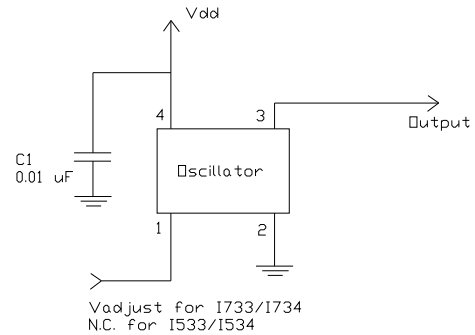 Vdd
4
3
Output
C1
0.01 uF
Oscillator
1
2
Vadjust for I733/I734
N.C. for I533/I534